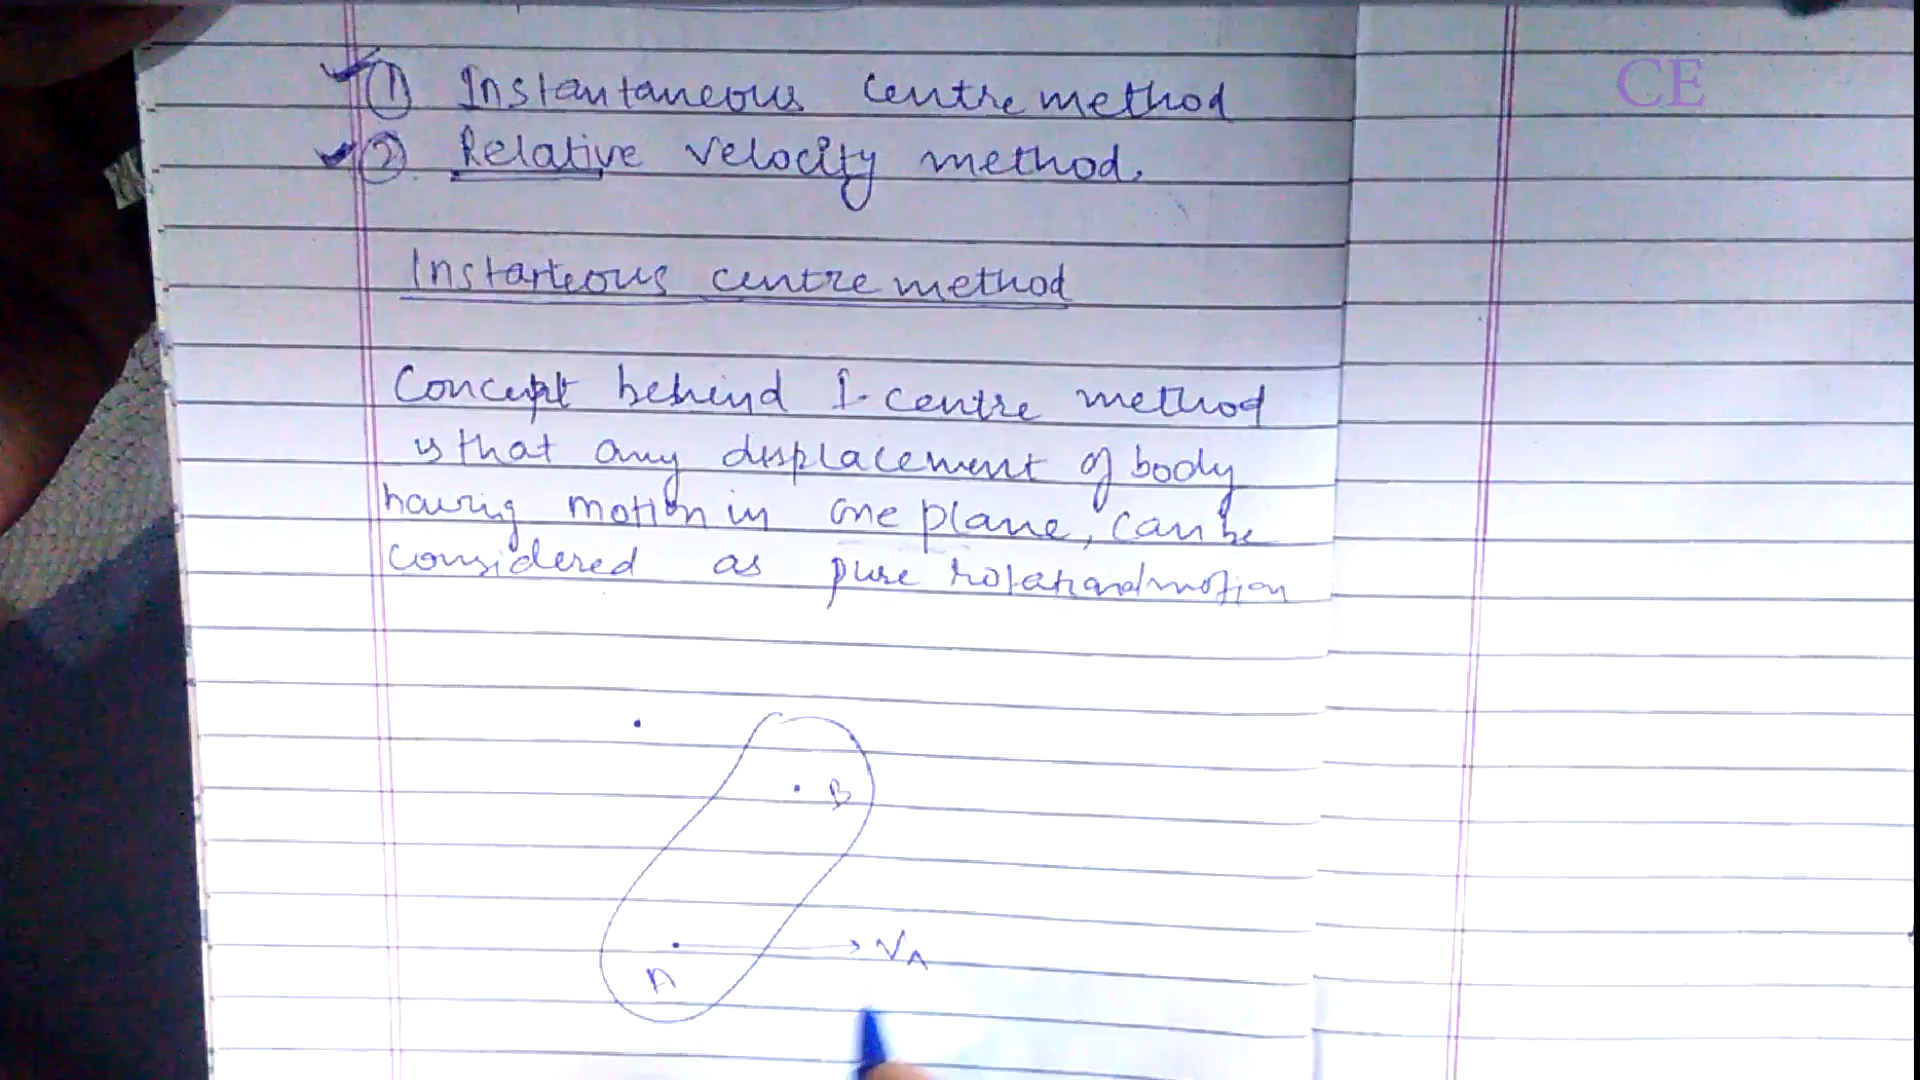 ① Instantaneous centre method
CE
② Relative velocity method.
Instanteous centre method
Concept behind I-centre method
is that any displacement of body
having motion in one plane, can be
considered as pure rotational motion
B
VA
A